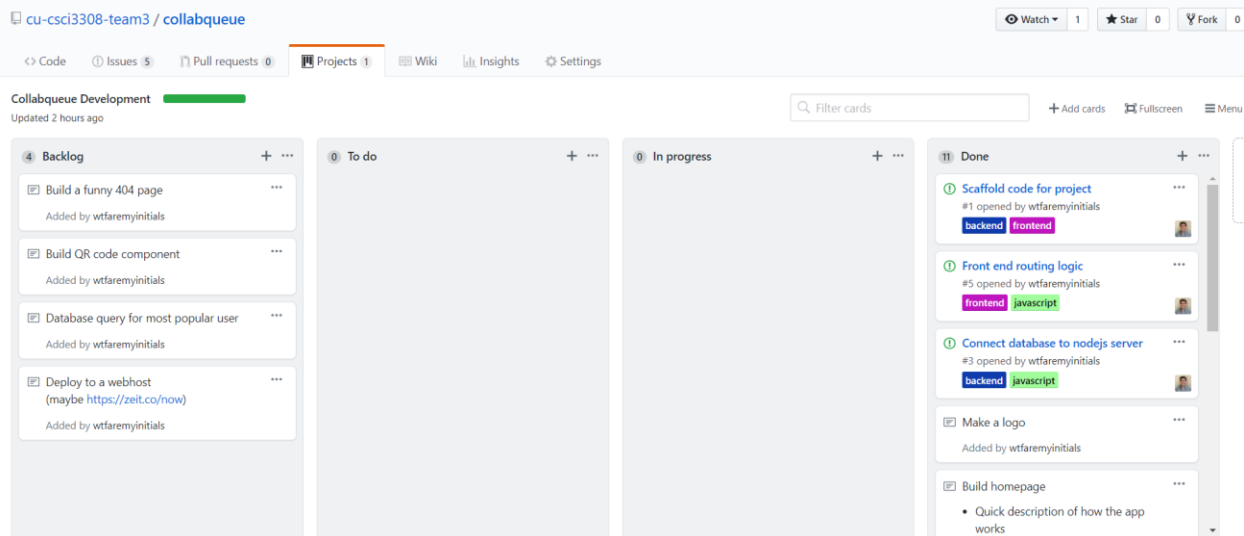 cu-csci3308-team3 / collabqueue
Watch 1 Star 0 Fork 0
Code Issues 5 Pull requests 0 Projects 1 Wiki Insights Settings
Collabqueue Development
Updated 2 hours ago
Filter cards
Add cards Fullscreen Menu
4 Backlog
Build a funny 404 page
Added by wtfaremyinitials
Build QR code component
Added by wtfaremyinitials
Database query for most popular user
Added by wtfaremyinitials
Deploy to a webhost
(maybe https://zeit.co/now)
Added by wtfaremyinitials
0 To do
0 In progress
11 Done
Scaffold code for project
#1 opened by wtfaremyinitials
backend frontend
Front end routing logic
#5 opened by wtfaremyinitials
frontend javascript
Connect database to nodejs server
#3 opened by wtfaremyinitials
backend javascript
Make a logo
Added by wtfaremyinitials
Build homepage
• Quick description of how the app
works